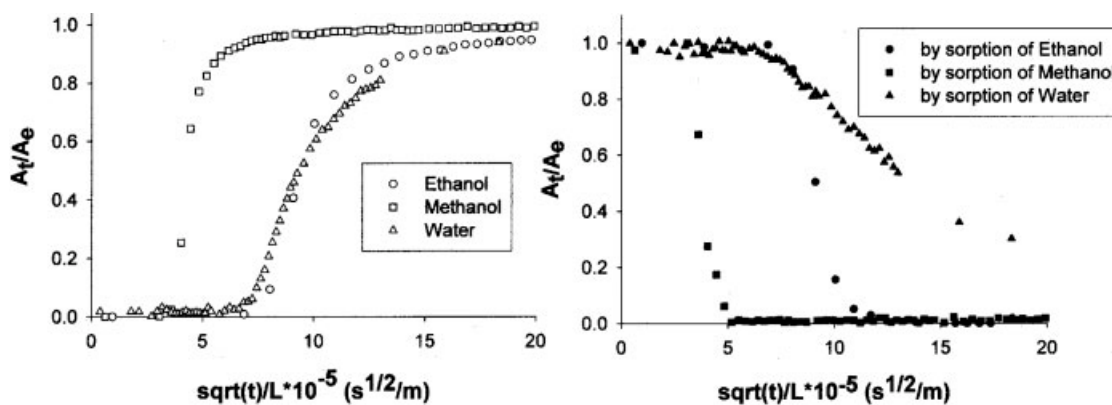 1.0
0.8
0.6
0.4
0.2
0.0
A_t/A_e
Ethanol
Methanol
Water
0 5 10 15 20
sqrt(t)/L*10^-5 (s^1/2/m)
1.0
0.8
0.6
0.4
0.2
0.0
A_t/A_e
by sorption of Ethanol
by sorption of Methanol
by sorption of Water
0 5 10 15 20
sqrt(t)/L*10^-5 (s^1/2/m)